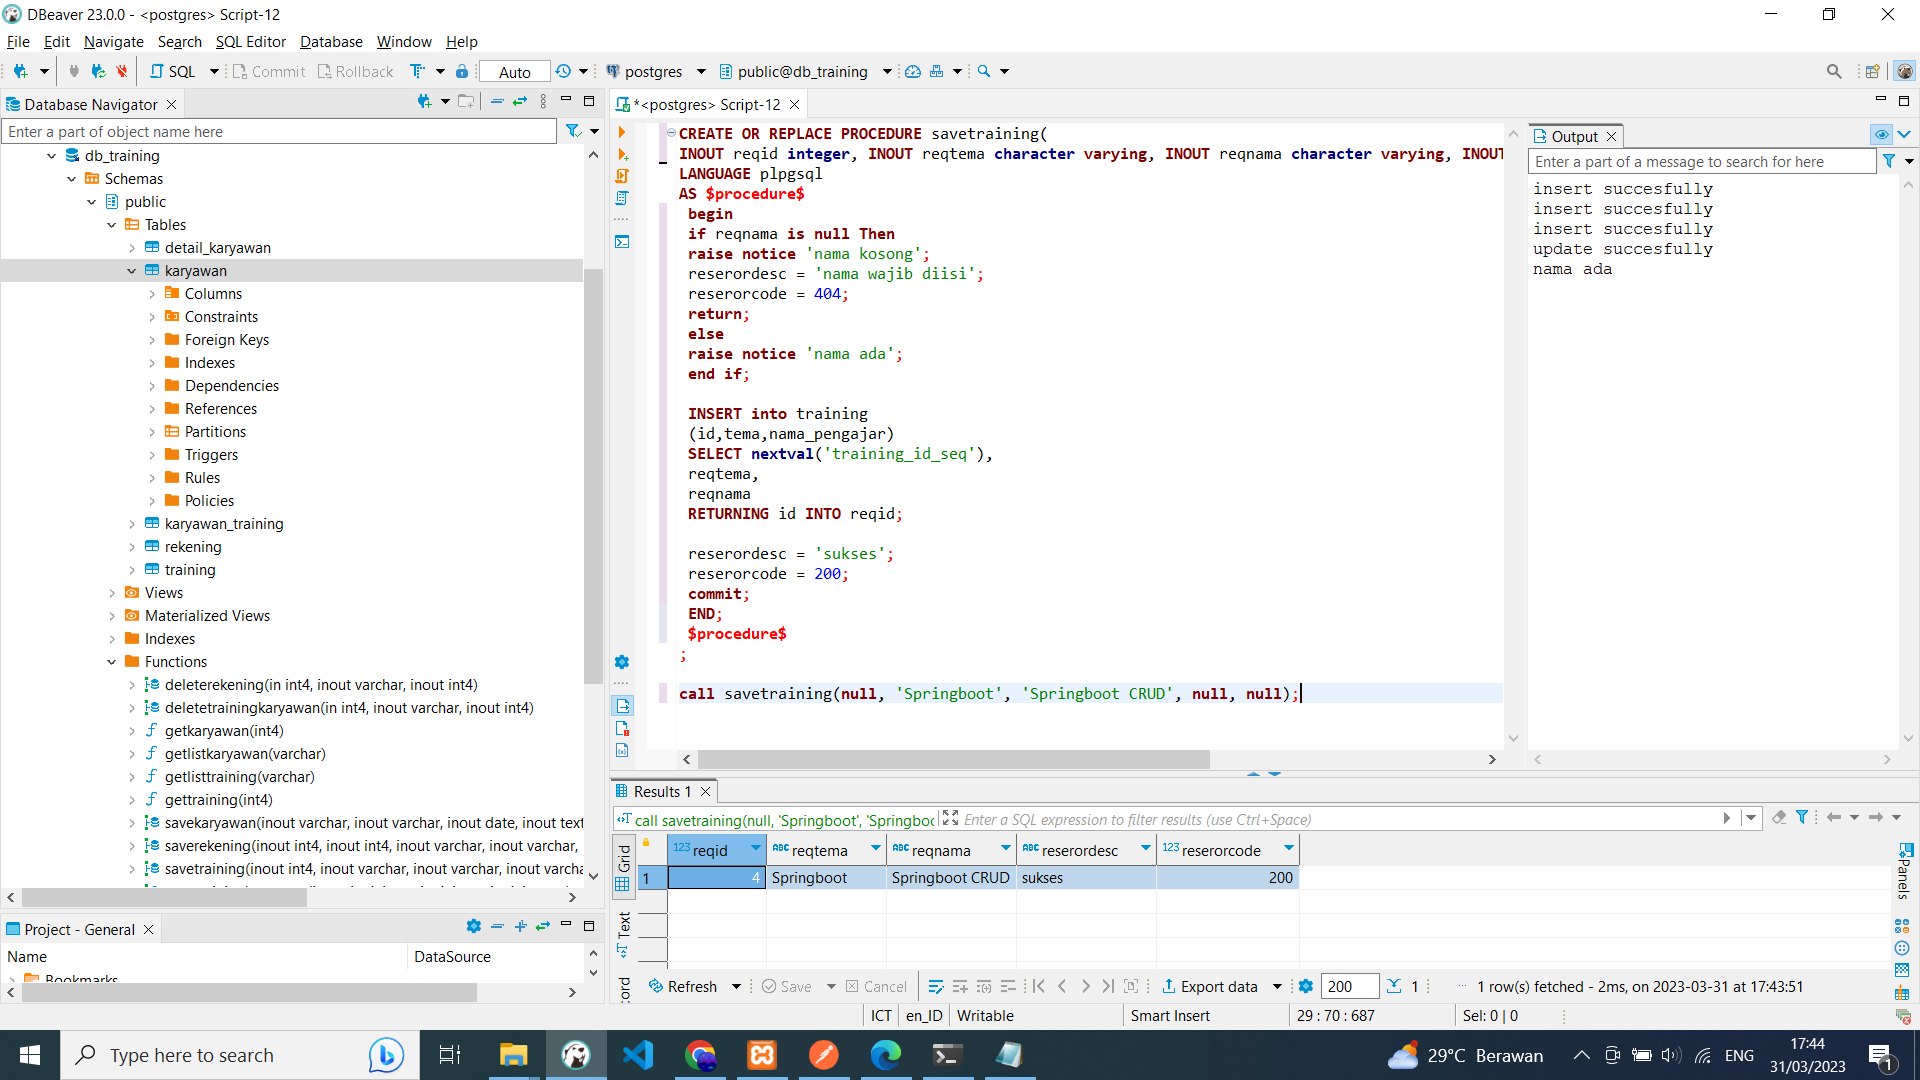 DBeaver 23.0.0 - <postgres> Script-12
File Edit Navigate Search SQL Editor Database Window Help
SQL Commit Rollback Auto postgres public@db_training
Database Navigator
Enter a part of object name here
db_training
Schemas
public
Tables
detail_karyawan
karyawan
Columns
Constraints
Foreign Keys
Indexes
Dependencies
References
Partitions
Triggers
Rules
Policies
karyawan_training
rekening
training
Views
Materialized Views
Indexes
Functions
deleterekening(in int4, inout varchar, inout int4)
deletetrainingkaryawan(in int4, inout varchar, inout int4)
getkaryawan(int4)
getlistkaryawan(varchar)
getlisttraining(varchar)
gettraining(int4)
savekaryawan(inout varchar, inout varchar, inout date, inout text
saverekening(inout int4, inout int4, inout varchar, inout varchar,
savetraining(inout int4, inout varchar, inout varchar, inout varcha
Project - General
Name DataSource
Bookmarks
*<postgres> Script-12
CREATE OR REPLACE PROCEDURE savetraining(
INOUT reqid integer, INOUT reqtema character varying, INOUT reqnama character varying, INOUT
LANGUAGE plpgsql
AS $procedure$
begin
if reqnama is null Then
raise notice 'nama kosong';
reserordesc = 'nama wajib diisi';
reserorcode = 404;
return;
else
raise notice 'nama ada';
end if;
INSERT into training
(id,tema,nama_pengajar)
SELECT nextval('training_id_seq'),
reqtema,
reqnama
RETURNING id INTO reqid;
reserordesc = 'sukses';
reserorcode = 200;
commit;
END;
$procedure$
;
call savetraining(null, 'Springboot', 'Springboot CRUD', null, null);
Output
Enter a part of a message to search for here
insert succesfully
insert succesfully
insert succesfully
update succesfully
nama ada
Results 1
call savetraining(null, 'Springboot', 'Springboo Enter a SQL expression to filter results (use Ctrl+Space)
Grid
Text
ord
Panels
123 reqid ABC reqtema ABC reqnama ABC reserordesc 123 reserorcode
1 4 Springboot Springboot CRUD sukses 200
Refresh Save Cancel Export data 200 1 1 row(s) fetched - 2ms, on 2023-03-31 at 17:43:51
ICT en_ID Writable Smart Insert 29 : 70 : 687 Sel: 0 | 0
Type here to search
29°C Berawan ENG
17:44
31/03/2023
1